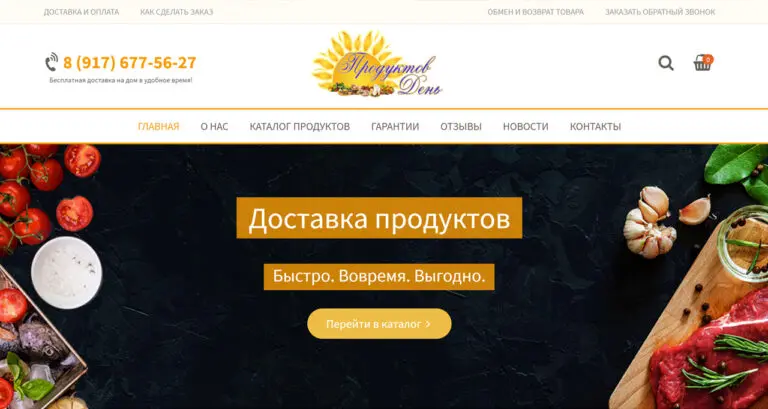 ДОСТАВКА И ОПЛАТА КАК СДЕЛАТЬ ЗАКАЗ ОБМЕН И ВОЗВРАТ ТОВАРА ЗАКАЗАТЬ ОБРАТНЫЙ ЗВОНОК
8 (917) 677-56-27
Бесплатная доставка на дом в удобное время!
Продуктов
День
0
ГЛАВНАЯ О НАС КАТАЛОГ ПРОДУКТОВ ГАРАНТИИ ОТЗЫВЫ НОВОСТИ КОНТАКТЫ
Доставка продуктов
Быстро. Вовремя. Выгодно.
Перейти в каталог